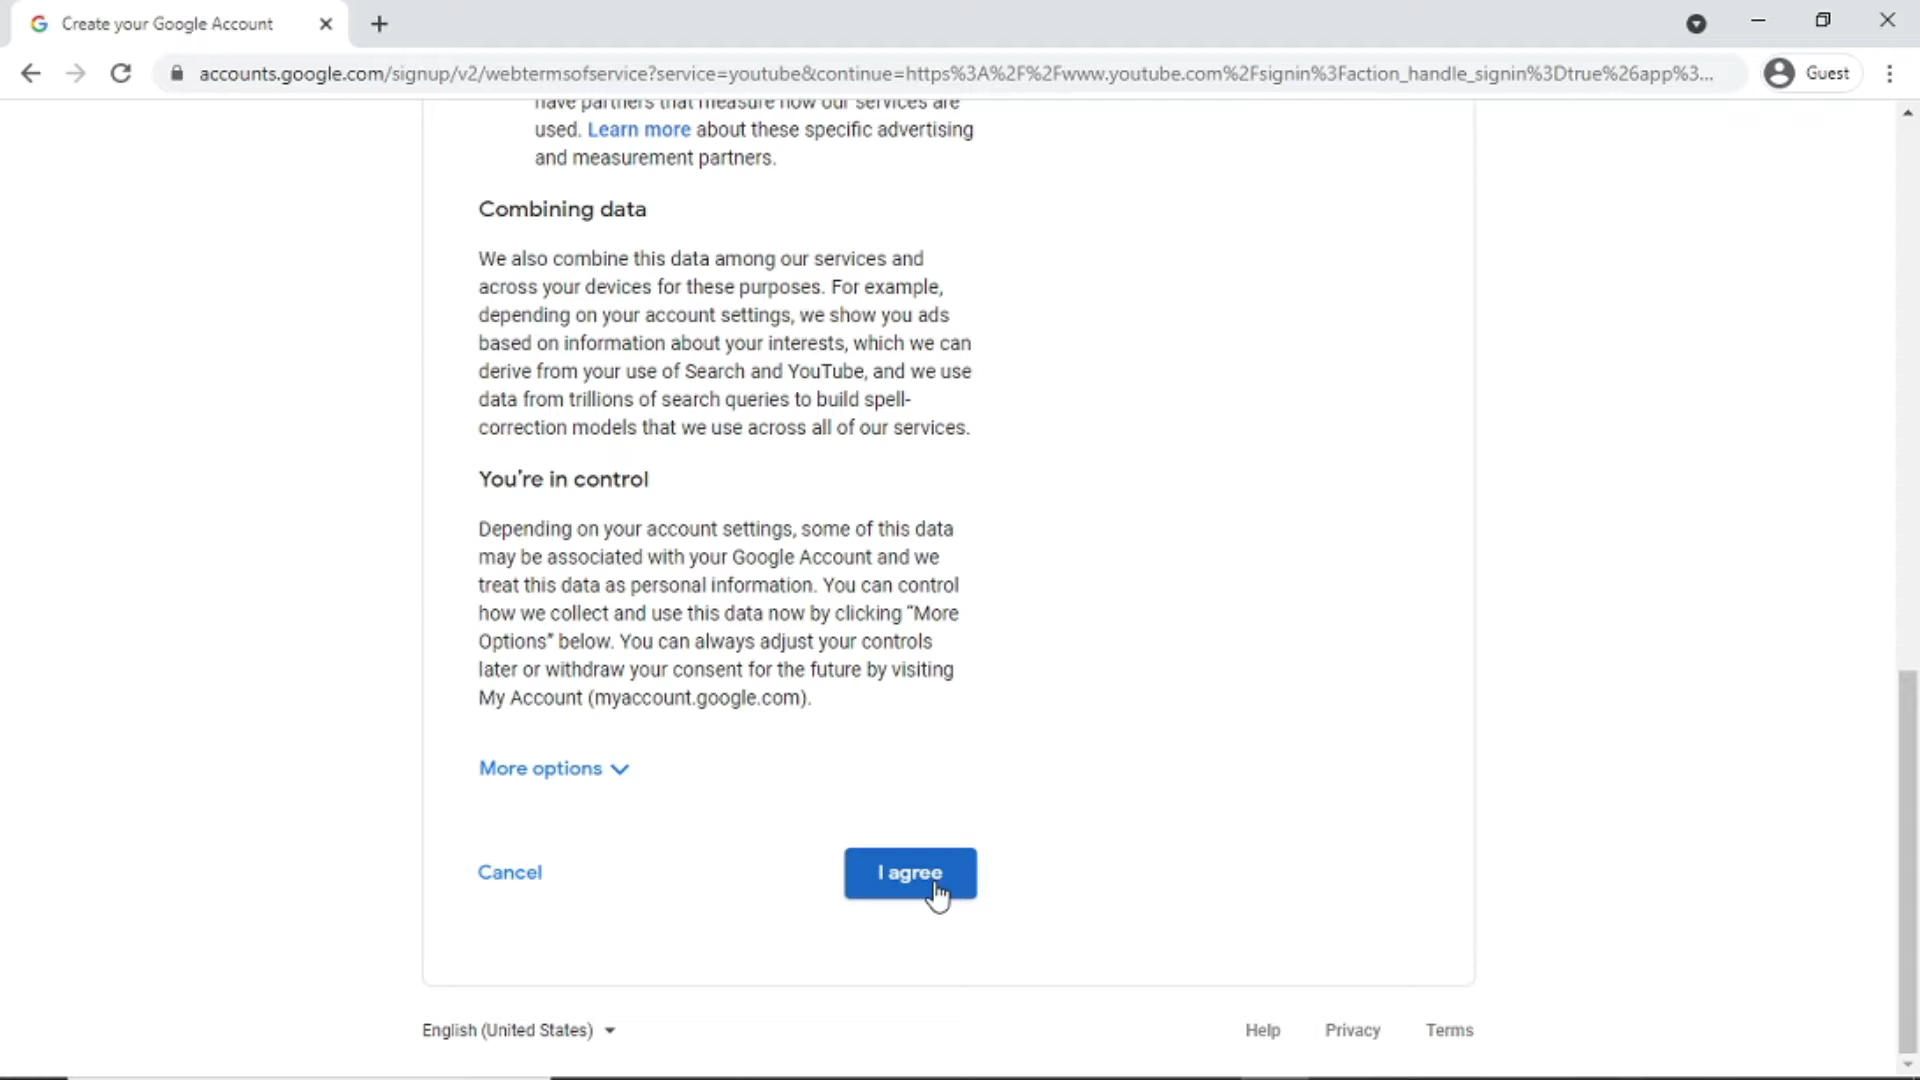 Create your Google Account
accounts.google.com/signup/v2/webtermsofservice?service=youtube&continue=https%3A%2F%2Fwww.youtube.com%2Fsignin%3Faction_handle_signin%3Dtrue%26app%3...
Guest
have partners that measure how our services are
used. Learn more about these specific advertising
and measurement partners.
Combining data
We also combine this data among our services and
across your devices for these purposes. For example,
depending on your account settings, we show you ads
based on information about your interests, which we can
derive from your use of Search and YouTube, and we use
data from trillions of search queries to build spell-
correction models that we use across all of our services.
You're in control
Depending on your account settings, some of this data
may be associated with your Google Account and we
treat this data as personal information. You can control
how we collect and use this data now by clicking “More
Options” below. You can always adjust your controls
later or withdraw your consent for the future by visiting
My Account (myaccount.google.com).
More options
Cancel
I agree
English (United States)
Help
Privacy
Terms